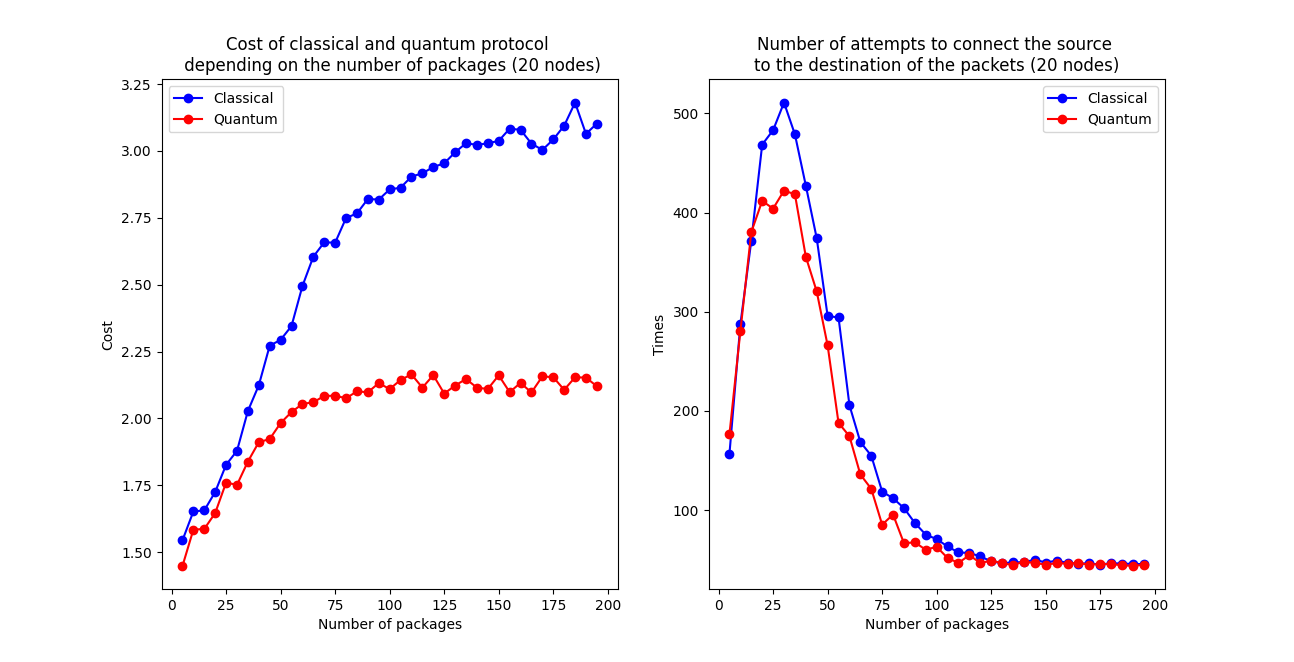 Cost of classical and quantum protocol
depending on the number of packages (20 nodes)
3.25
3.00
2.75
2.50
2.25
2.00
1.75
1.50
Cost
Classical
Quantum
0 25 50 75 100 125 150 175 200
Number of packages
Number of attempts to connect the source
to the destination of the packets (20 nodes)
500
400
300
200
100
Times
Classical
Quantum
0 25 50 75 100 125 150 175 200
Number of packages